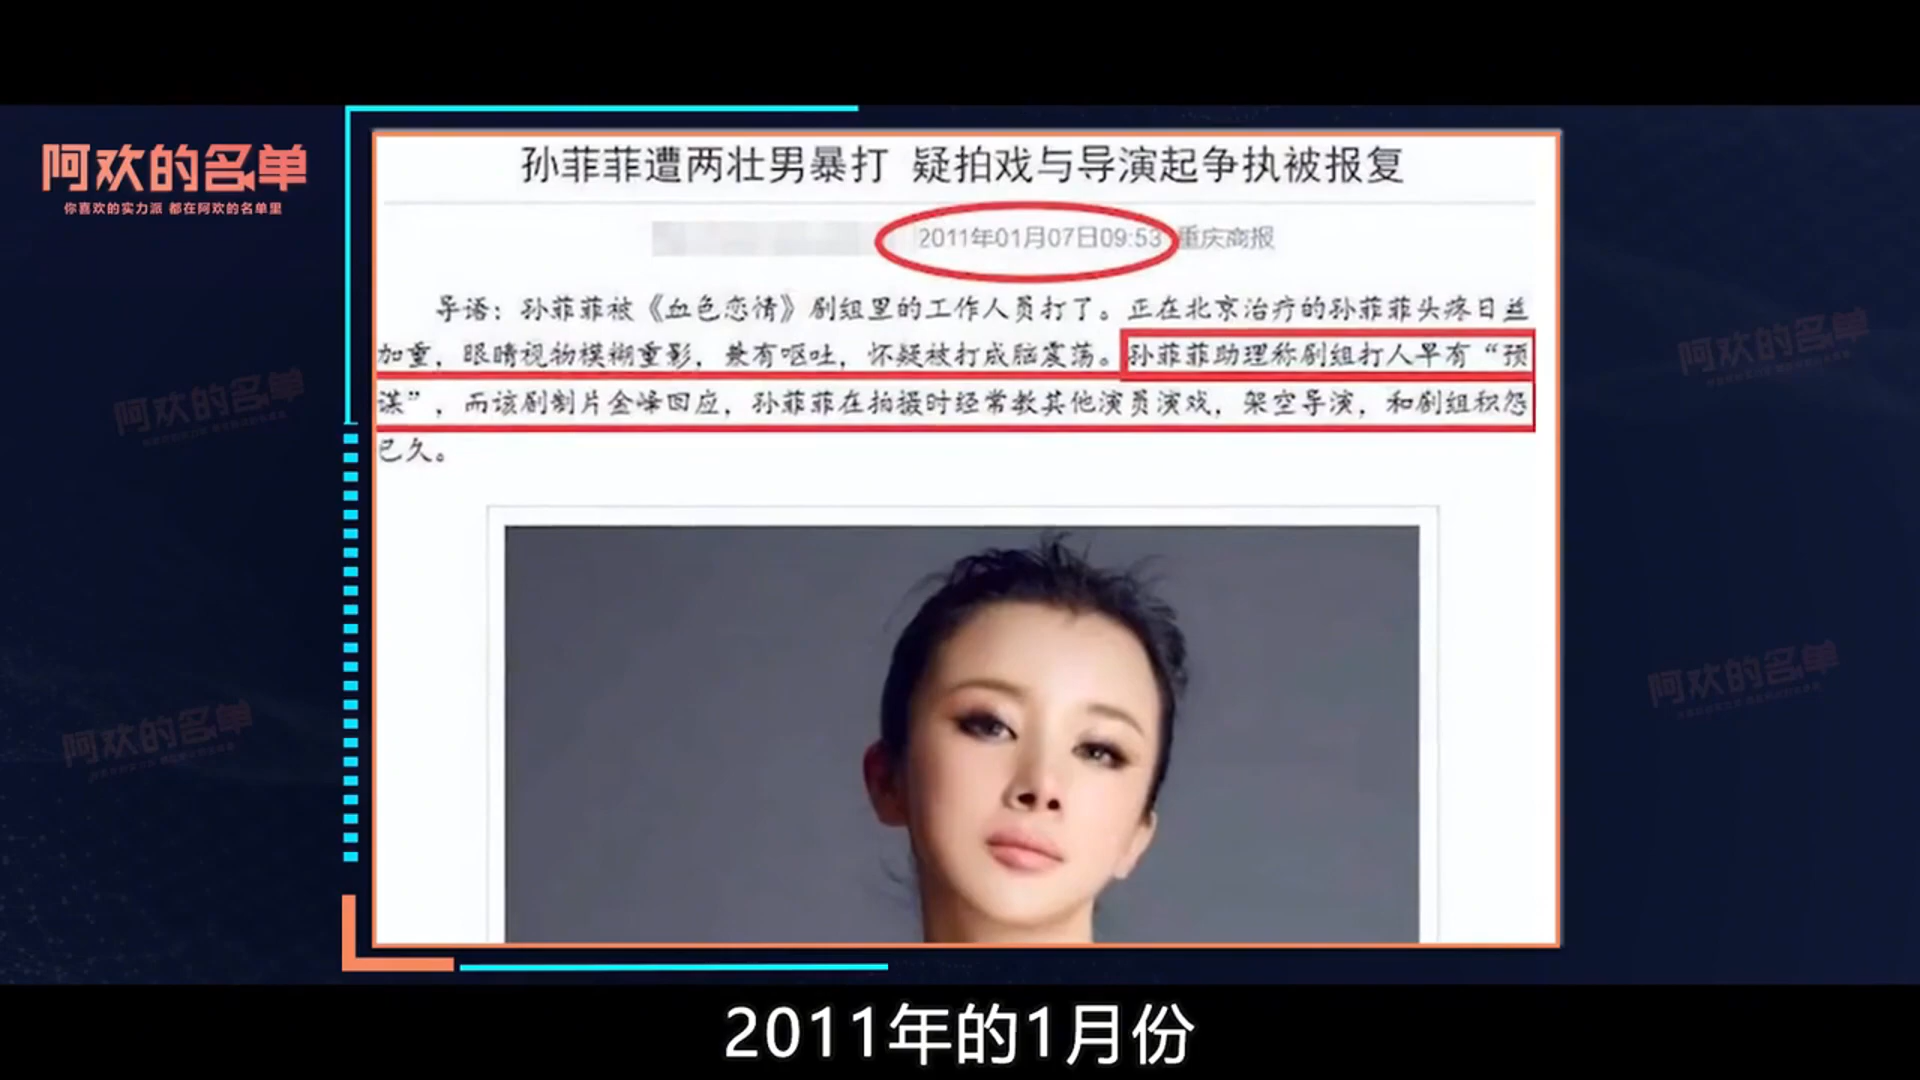 阿欢的名单
你喜欢的实力派 都在阿欢的名单里
孙菲菲遭两壮男暴打 疑拍戏与导演起争执被报复
2011年01月07日09:53 重庆商报
导语：孙菲菲被《血色恋情》剧组里的工作人员打了。正在北京治疗的孙菲菲头疼日益
加重，眼睛视物模糊重影，兼有呕吐，怀疑被打成脑震荡。孙菲菲助理称剧组打人早有“预
谋”，而该剧制片金峰回应，孙菲菲在拍摄时经常教其他演员演戏，架空导演，和剧组积怨
已久。
阿欢的名单
阿欢的名单
阿欢的名单
阿欢的名单
2011年的1月份